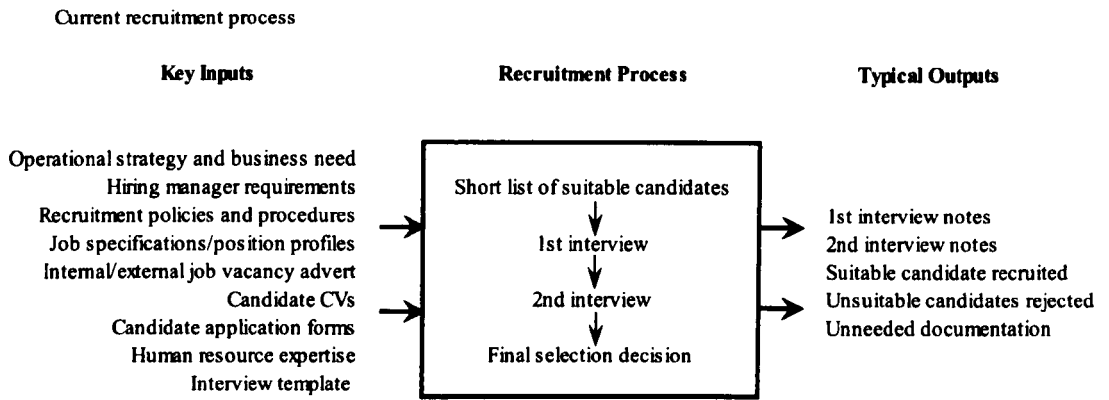 Current recruitment process
Key Inputs
Recruitment Process
Typical Outputs
Operational strategy and business need
Hiring manager requirements
Recruitment policies and procedures
Job specifications/position profiles
Internal/external job vacancy advert
Candidate CVs
Candidate application forms
Human resource expertise
Interview template
Short list of suitable candidates
1st interview
2nd interview
Final selection decision
1st interview notes
2nd interview notes
Suitable candidate recruited
Unsuitable candidates rejected
Unneeded documentation